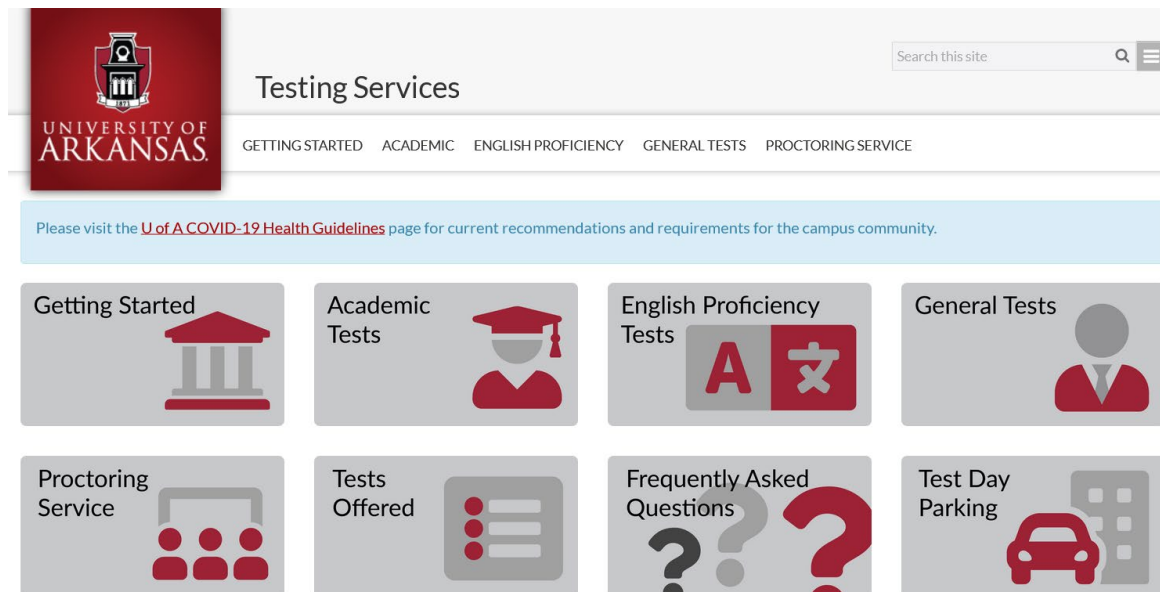 1871
UNIVERSITY OF
ARKANSAS.
Testing Services
Search this site
GETTING STARTED ACADEMIC ENGLISH PROFICIENCY GENERAL TESTS PROCTORING SERVICE
Please visit the U of A COVID-19 Health Guidelines page for current recommendations and requirements for the campus community.
Getting Started
Academic
Tests
English Proficiency
Tests
A 文
General Tests
Proctoring
Service
Tests
Offered
Frequently Asked
Questions
? ? ?
Test Day
Parking